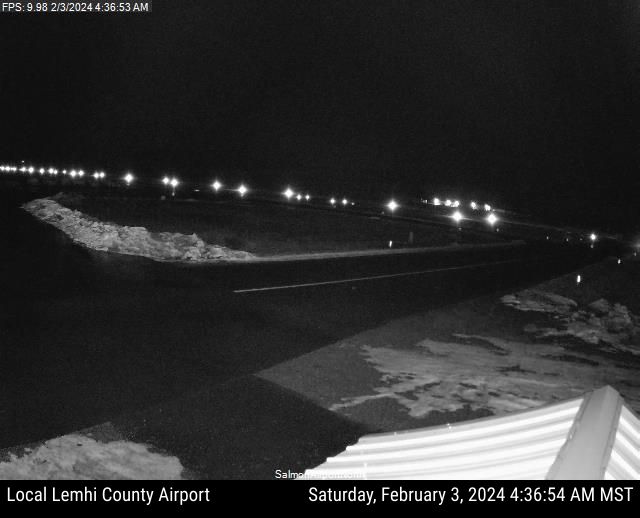 FPS: 9.98 2/3/2024 4:36:53 AM
Local Lemhi County Airport
Saturday, February 3, 2024 4:36:54 AM MST